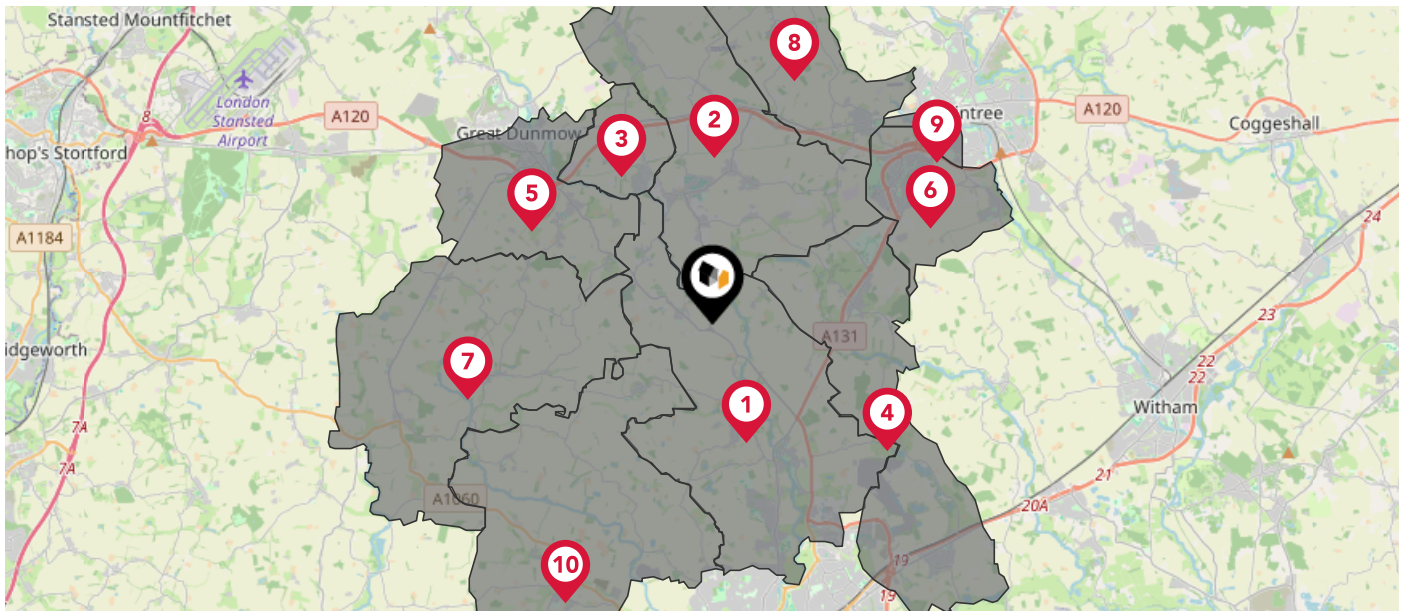 Stansted Mountfitchet
8
London
Stansted
Airport
A120
Great Dunmow
3
2
8
9
intree
A120
Coggeshall
hop's Stortford
5
6
A1184
24
idgeworth
A131
23
22
22
7
1
4
Witham
7A
7A
A1060
21
20A
10
19
19